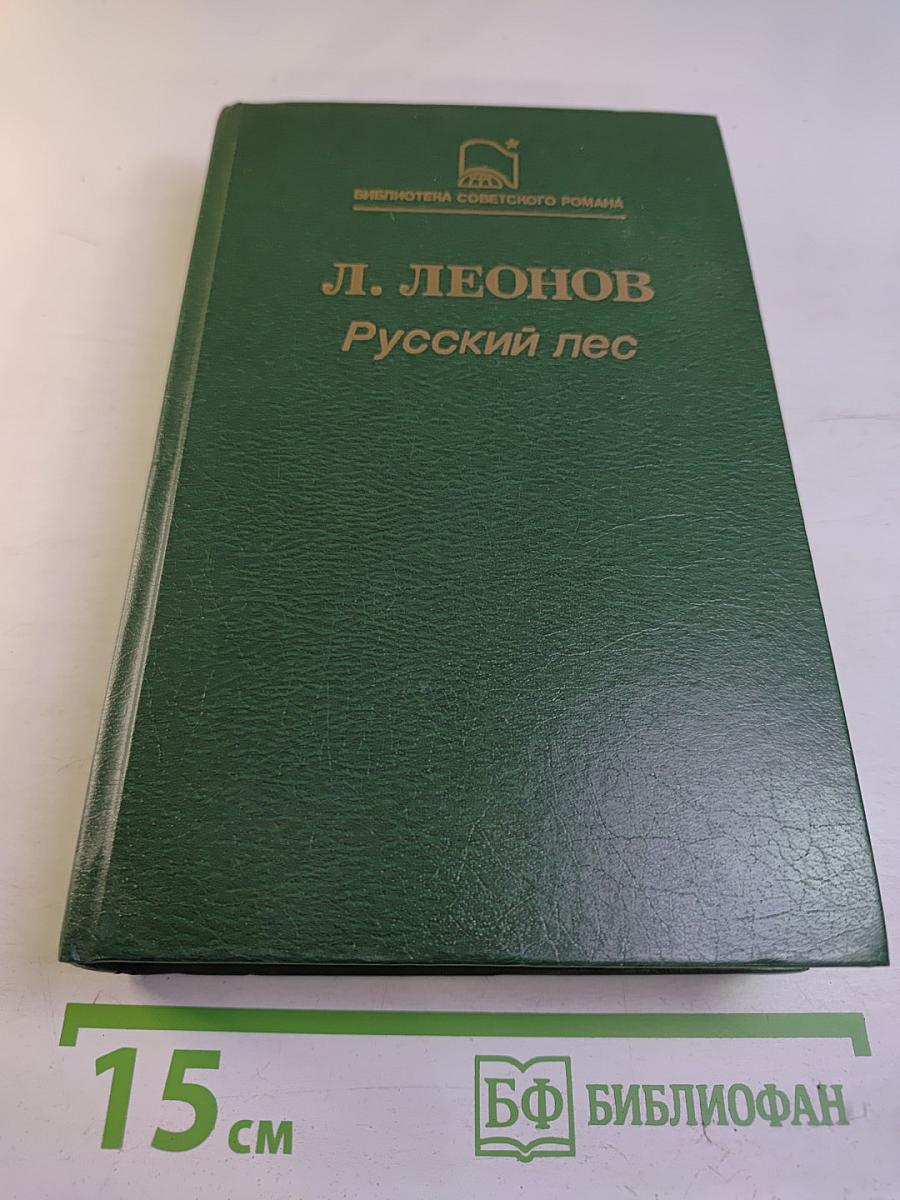 БИБЛИОТЕКА СОВЕТСКОГО РОМАНА
Л. ЛЕОНОВ
Русский лес
15 см
БФ БИБЛИОФАН